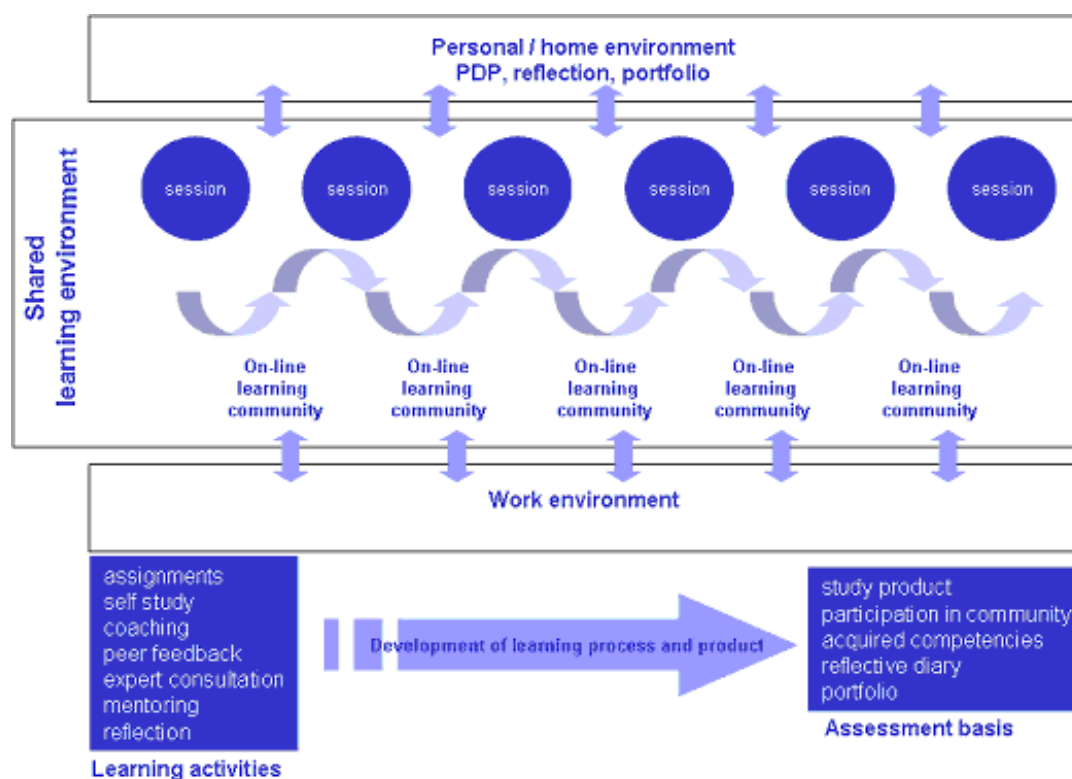 Personal / home environment
PDP, reflection, portfolio
Shared
learning environment
session
session
session
session
session
session
On-line
learning
community
On-line
learning
community
On-line
learning
community
On-line
learning
community
On-line
learning
community
Work environment
assignments
self study
coaching
peer feedback
expert consultation
mentoring
reflection
Learning activities
Development of learning process and product
study product
participation in community
acquired competencies
reflective diary
portfolio
Assessment basis